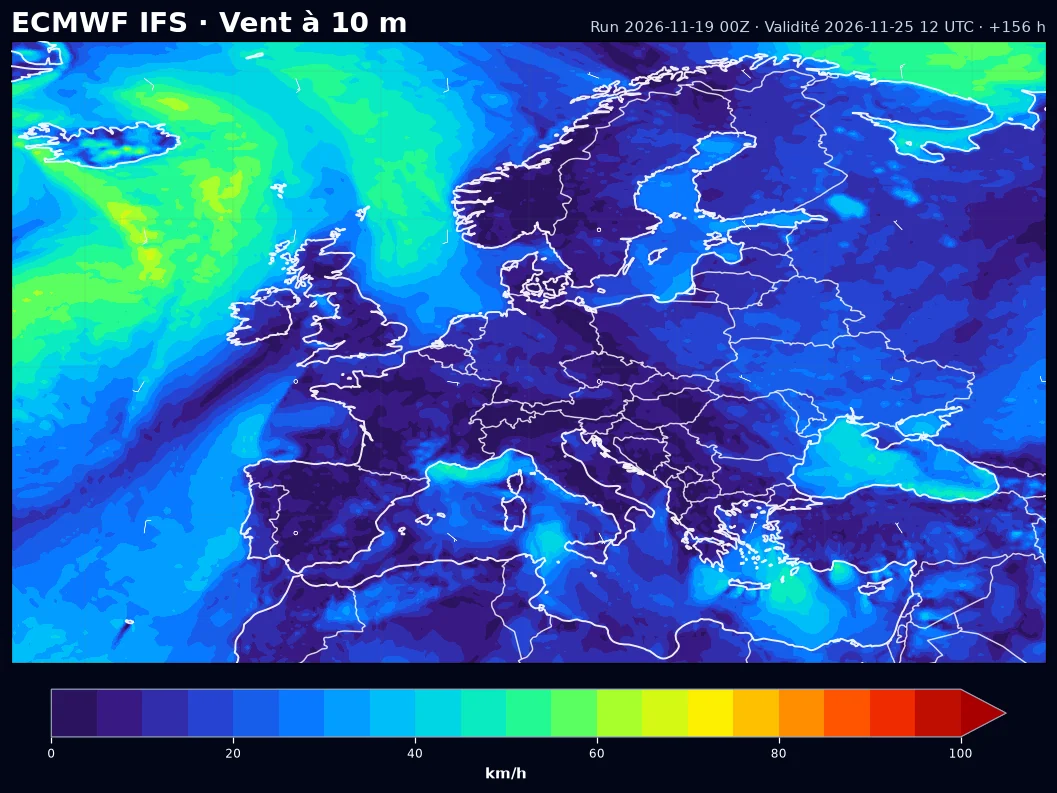 ECMWF IFS · Vent à 10 m
Run 2026-11-19 00Z · Validité 2026-11-25 12 UTC · +156 h
0 20 40 60 80 100
km/h